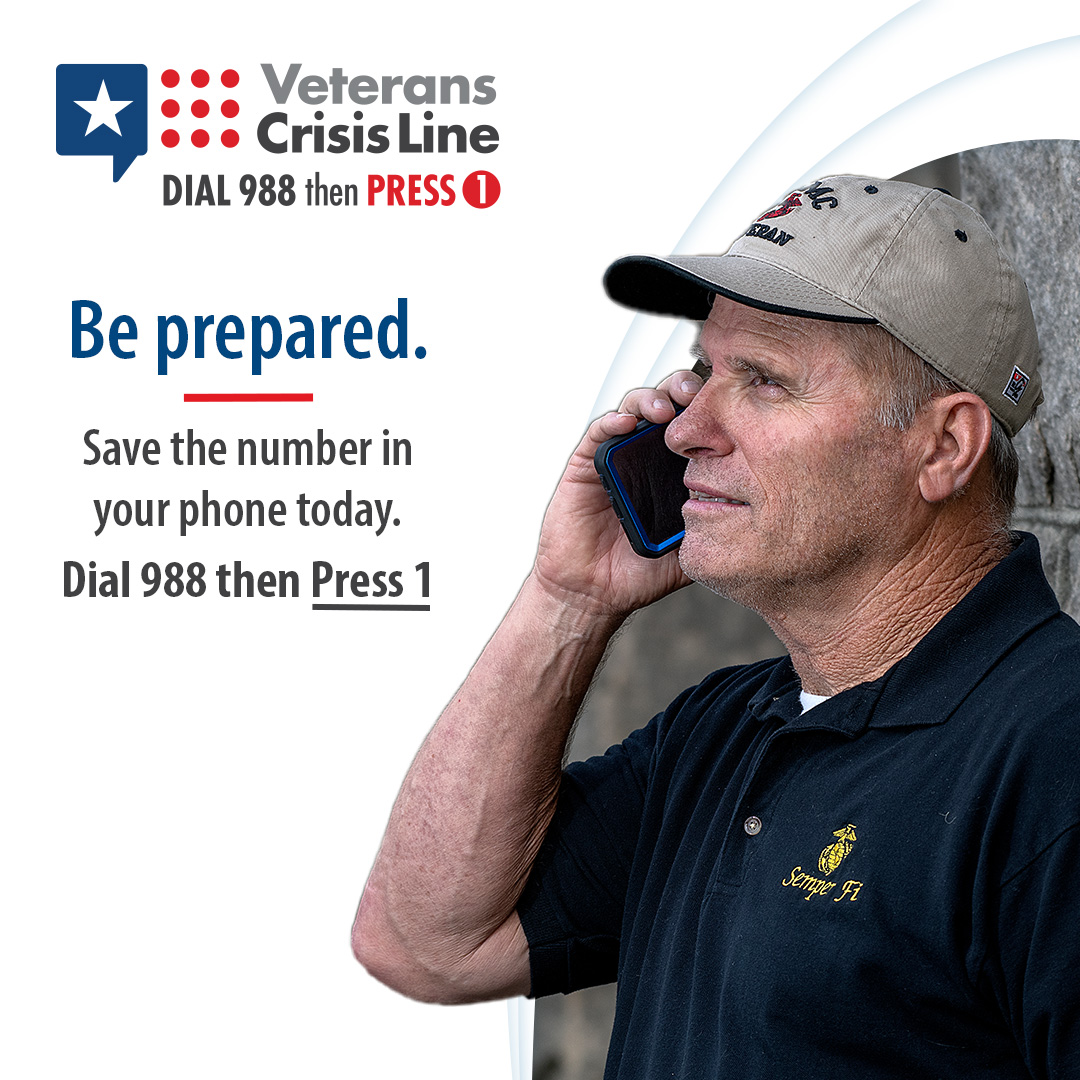 Veterans
Crisis Line
DIAL 988 then PRESS 1
Be prepared.
Save the number in
your phone today.
Dial 988 then Press 1
Semper Fi